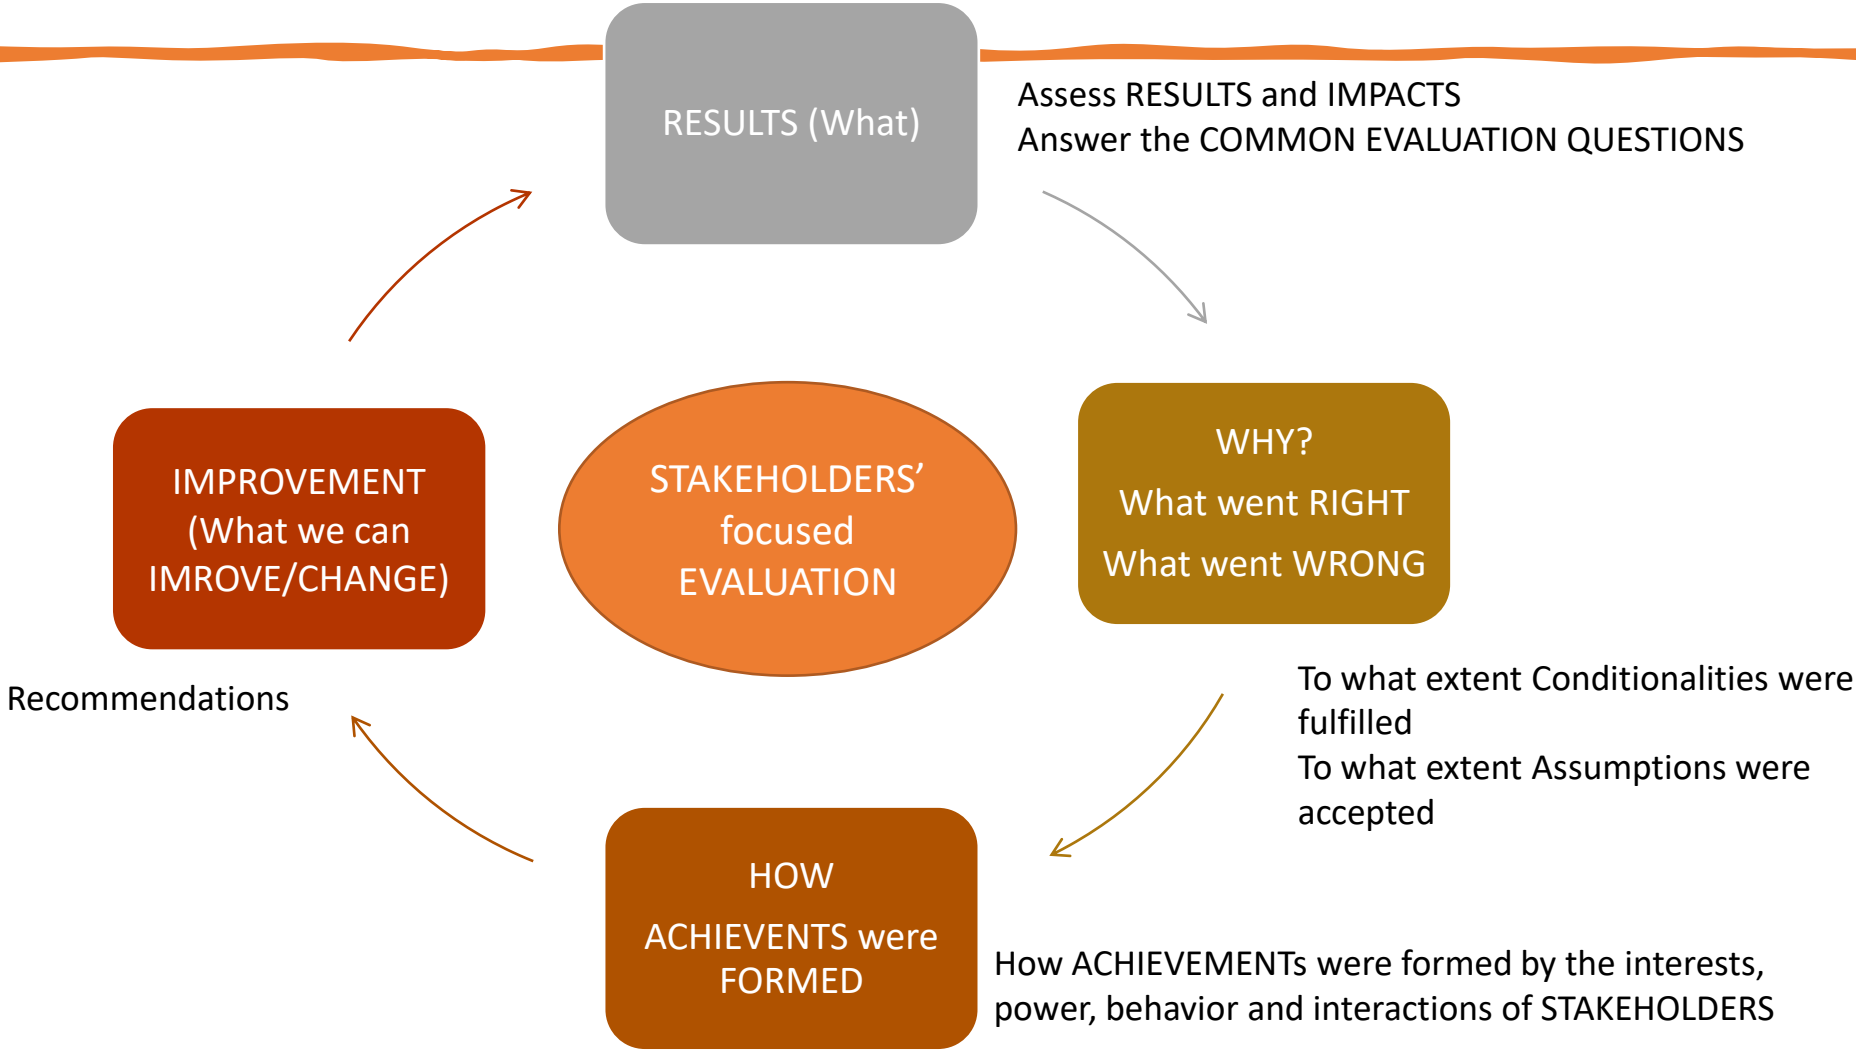 RESULTS (What)
Assess RESULTS and IMPACTS
Answer the COMMON EVALUATION QUESTIONS
WHY?
What went RIGHT
What went WRONG
To what extent Conditionalities were
fulfilled
To what extent Assumptions were
accepted
STAKEHOLDERS’
focused
EVALUATION
IMPROVEMENT
(What we can
IMROVE/CHANGE)
Recommendations
HOW
ACHIEVENTS were
FORMED
How ACHIEVEMENTs were formed by the interests,
power, behavior and interactions of STAKEHOLDERS